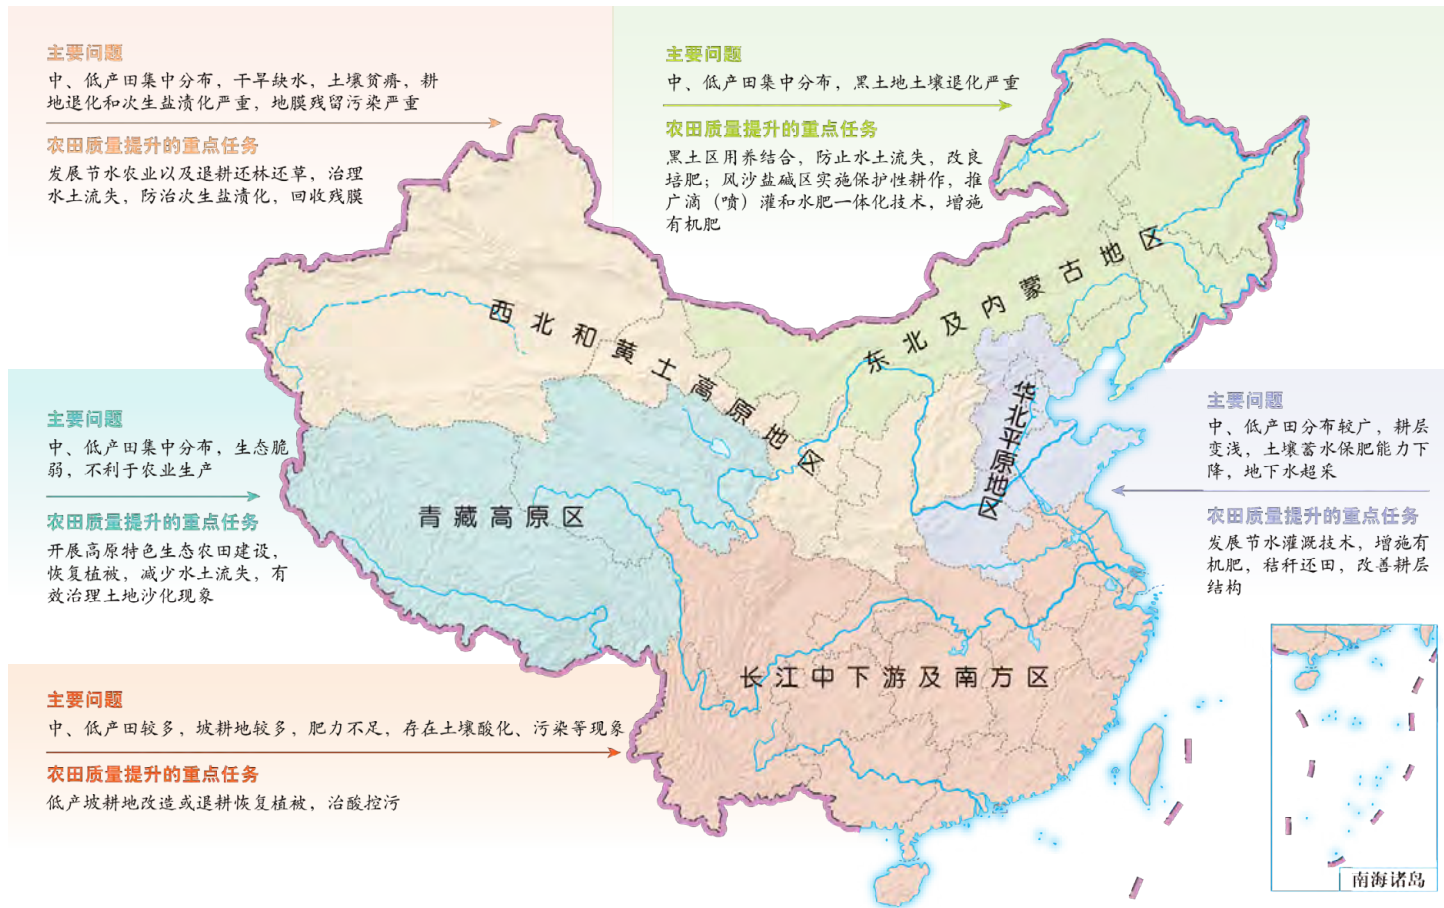 主要问题
中、低产田集中分布，干旱缺水，土壤贫瘠，耕
地退化和次生盐渍化严重，地膜残留污染严重
农田质量提升的重点任务
发展节水农业以及退耕还林还草，治理
水土流失，防治次生盐渍化，回收残膜
主要问题
中、低产田集中分布，黑土地土壤退化严重
农田质量提升的重点任务
黑土区用养结合，防止水土流失，改良
培肥；风沙盐碱区实施保护性耕作，推
广滴（喷）灌和水肥一体化技术，增施
有机肥
西北和黄土高原地区
东北及内蒙古地区
华北平原地区
青藏高原区
长江中下游及南方区
主要问题
中、低产田集中分布，生态脆
弱，不利于农业生产
农田质量提升的重点任务
开展高原特色生态农田建设，
恢复植被，减少水土流失，有
效治理土地沙化现象
主要问题
中、低产田分布较广，耕层
变浅，土壤蓄水保肥能力下
降，地下水超采
农田质量提升的重点任务
发展节水灌溉技术，增施有
机肥，秸秆还田，改善耕层
结构
主要问题
中、低产田较多，坡耕地较多，肥力不足，存在土壤酸化、污染等现象
农田质量提升的重点任务
低产坡耕地改造或退耕恢复植被，治酸控污
南海诸岛